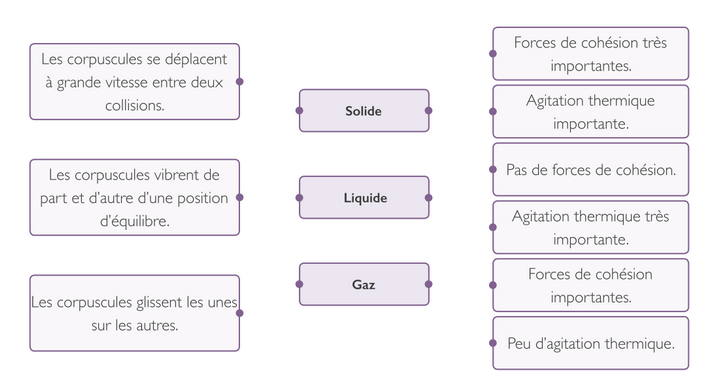 Les corpuscules se déplacent
à grande vitesse entre deux
collisions.
Les corpuscules vibrent de
part et d'autre d'une position
d'équilibre.
Les corpuscules glissent les unes
sur les autres.
Solide
Liquide
Gaz
Forces de cohésion très
importantes.
Agitation thermique
importante.
Pas de forces de cohésion.
Agitation thermique très
importante.
Forces de cohésion
importantes.
Peu d'agitation thermique.